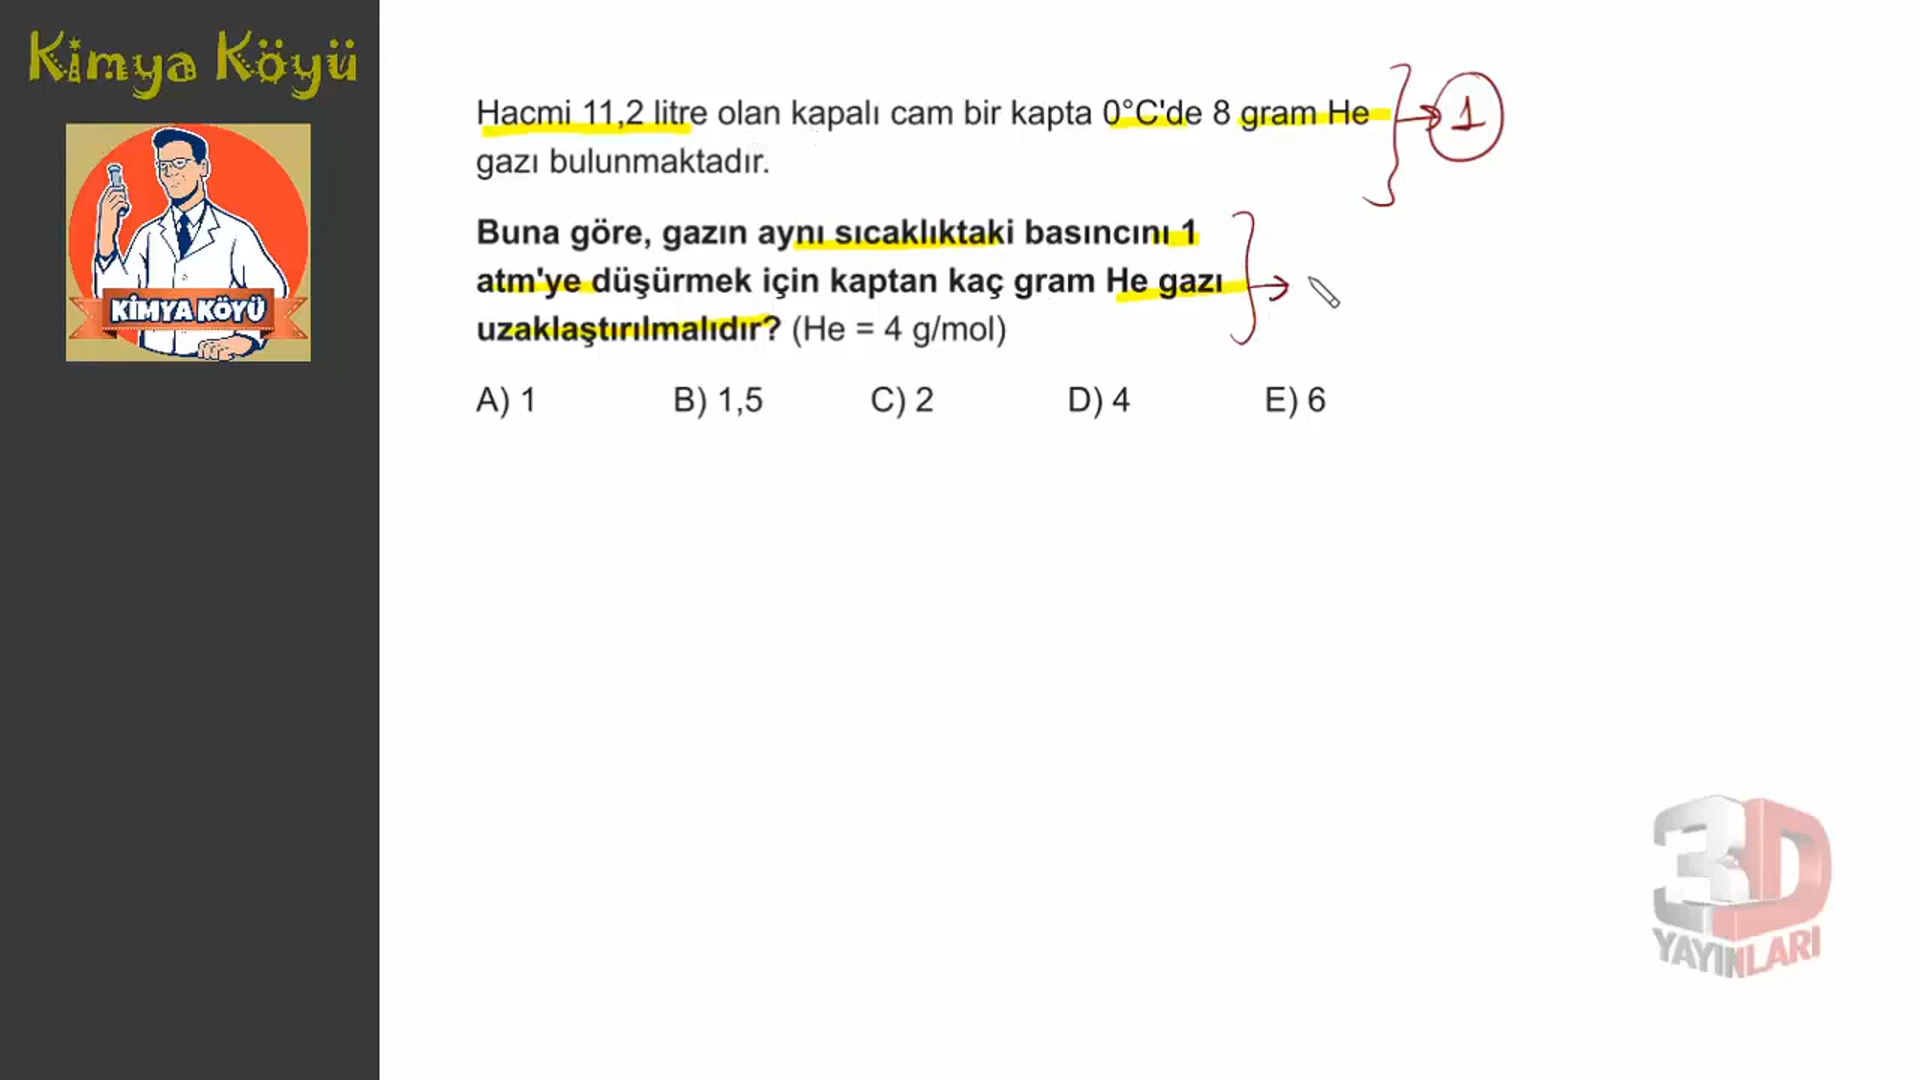 Kimya Köyü
KİMYA KÖYÜ
Hacmi 11,2 litre olan kapalı cam bir kapta 0°C'de 8 gram He
gazı bulunmaktadır.
1
Buna göre, gazın aynı sıcaklıktaki basıncını 1
atm'ye düşürmek için kaptan kaç gram He gazı
uzaklaştırılmalıdır? (He = 4 g/mol)
A) 1 B) 1,5 C) 2 D) 4 E) 6
3D
YAYINLARI